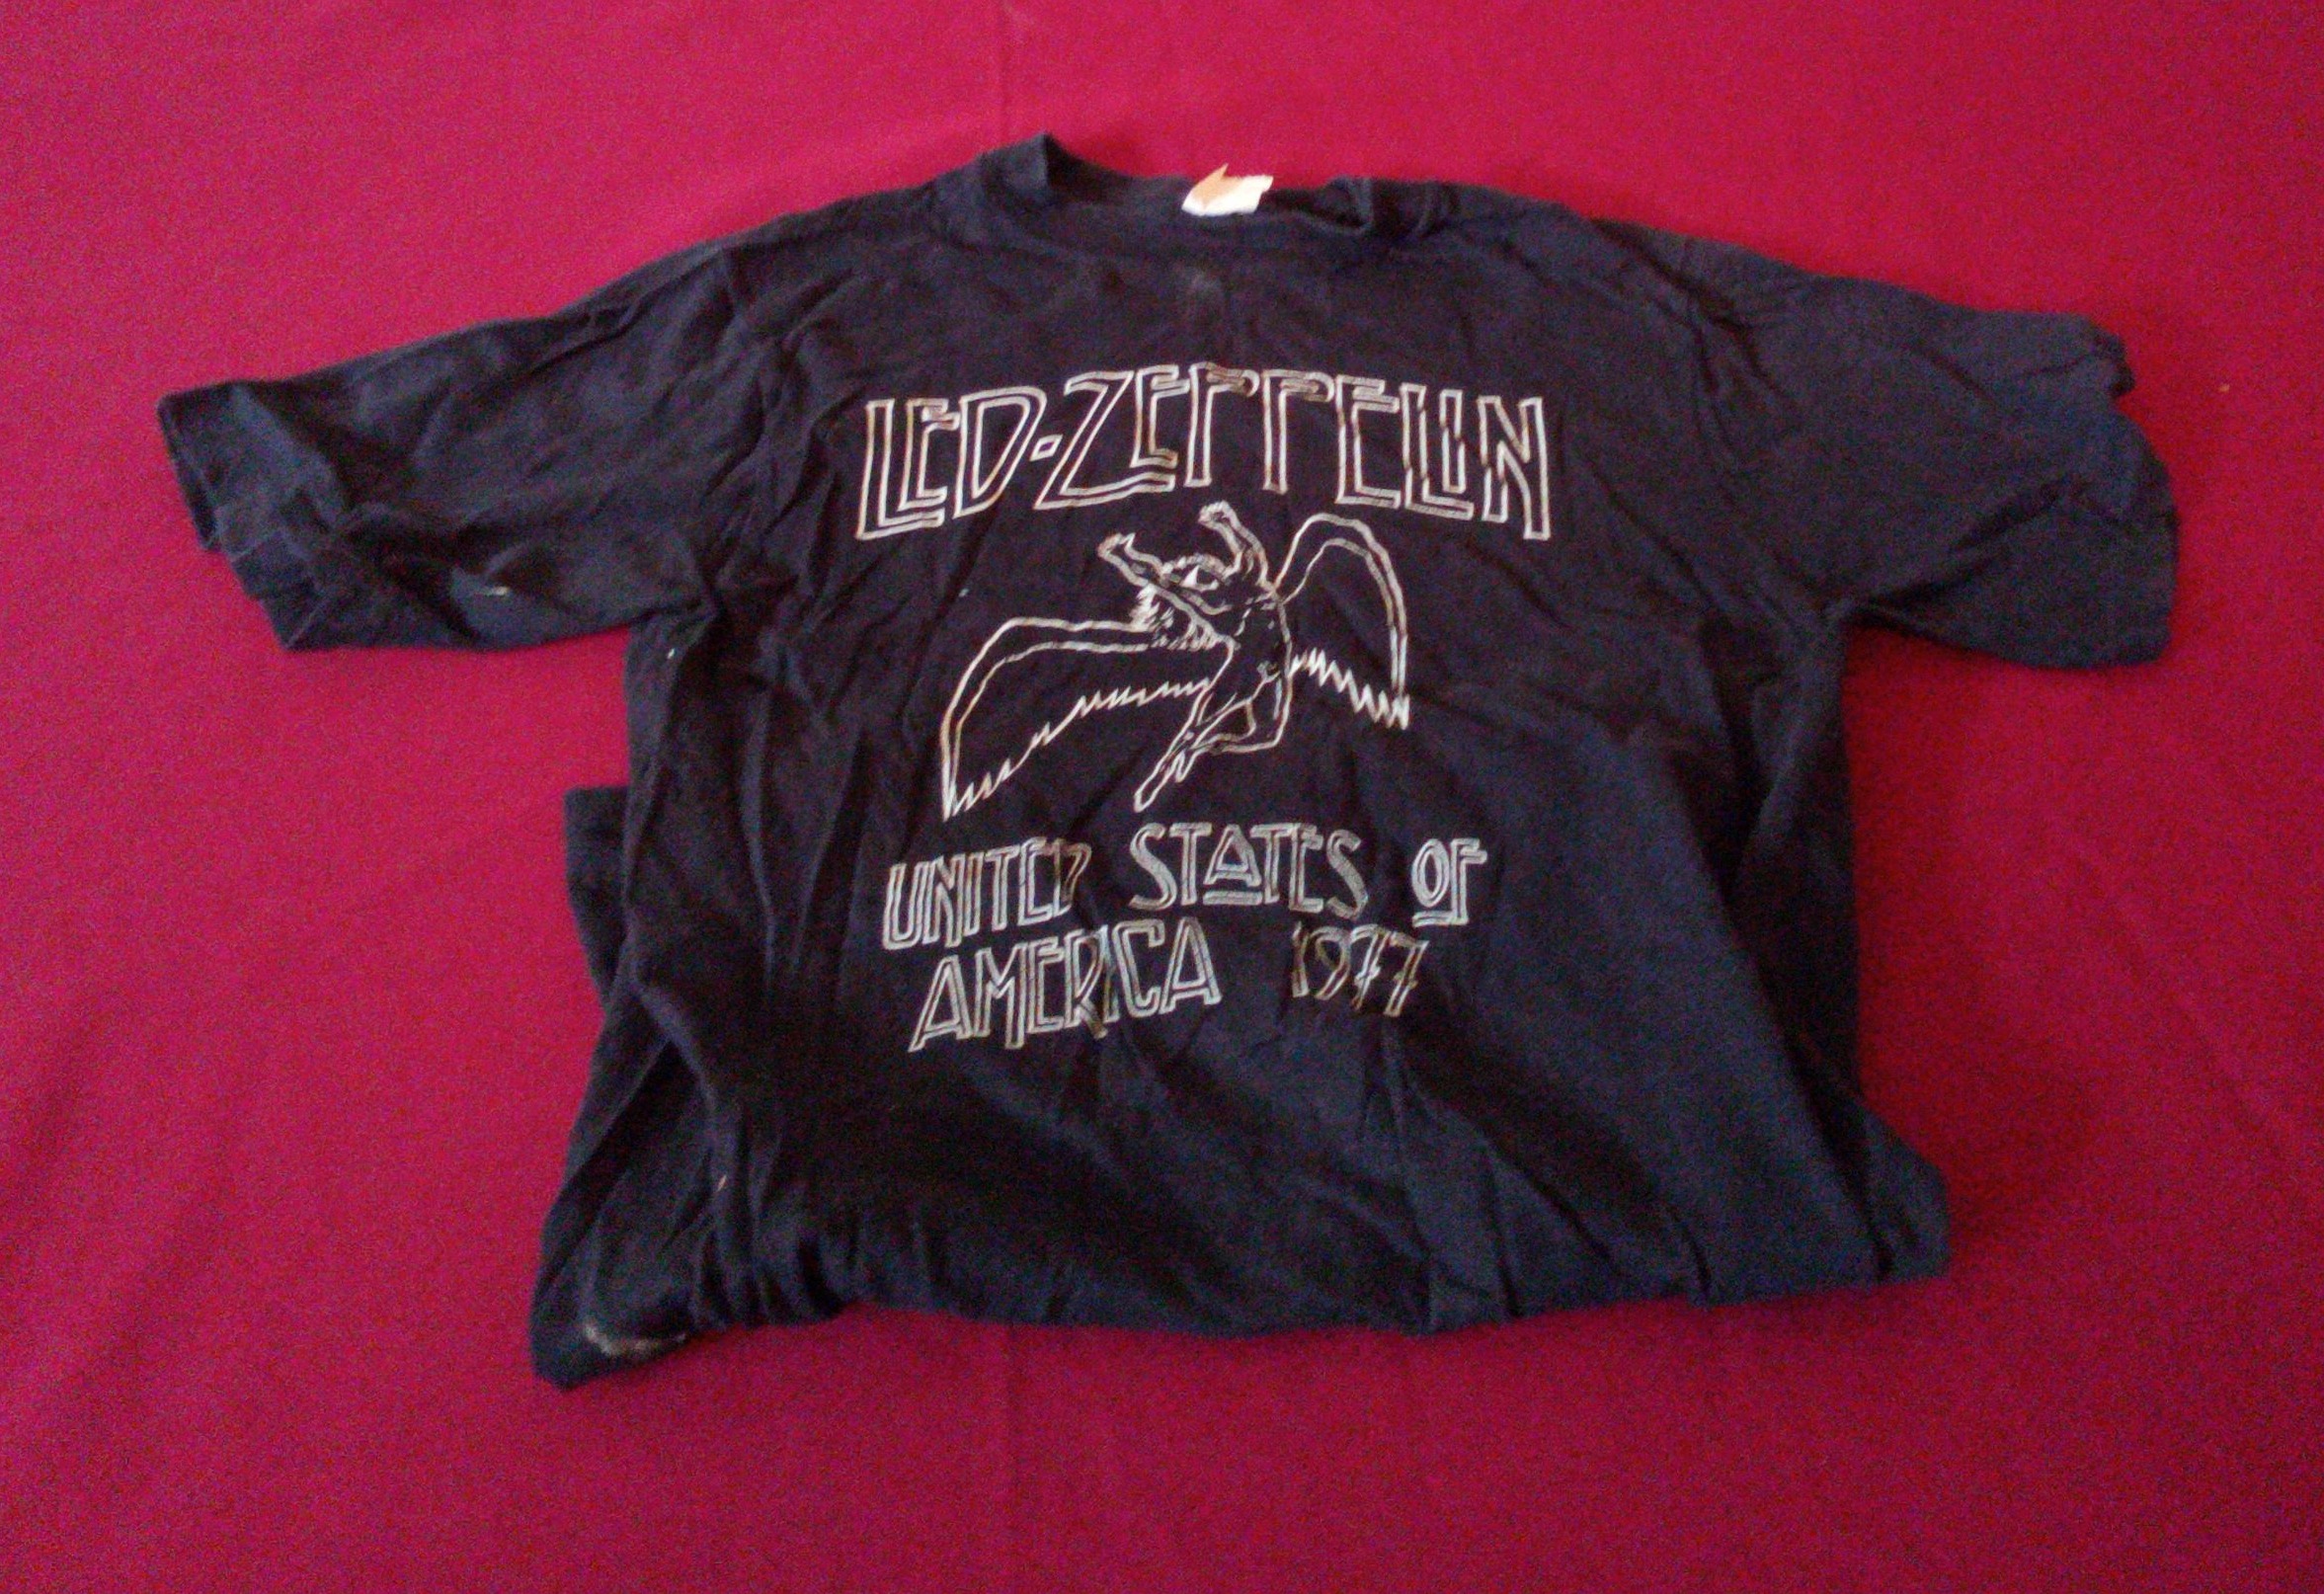 LED-ZEPPELIN
UNITED STATES OF
AMERICA 1977